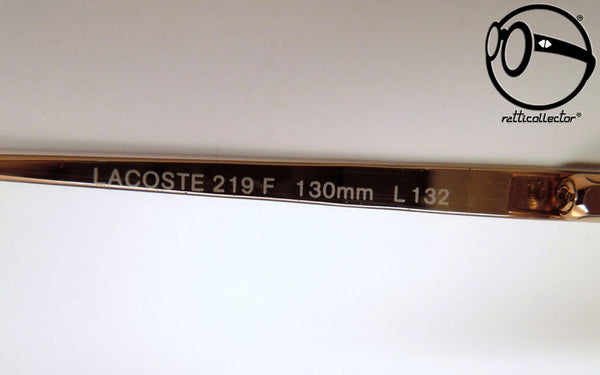 retticollector®
LACOSTE 219 F 130mm L 132